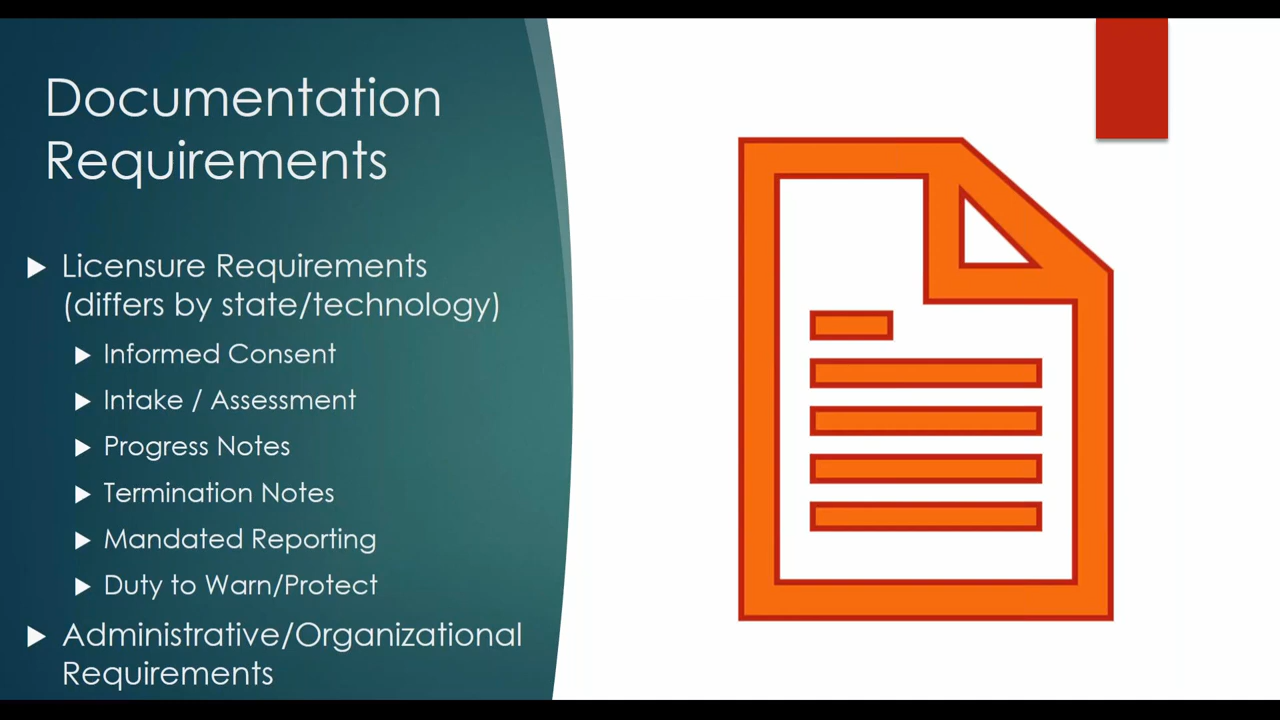 Documentation
Requirements
Licensure Requirements
(differs by state/technology)
Informed Consent
Intake / Assessment
Progress Notes
Termination Notes
Mandated Reporting
Duty to Warn/Protect
Administrative/Organizational
Requirements